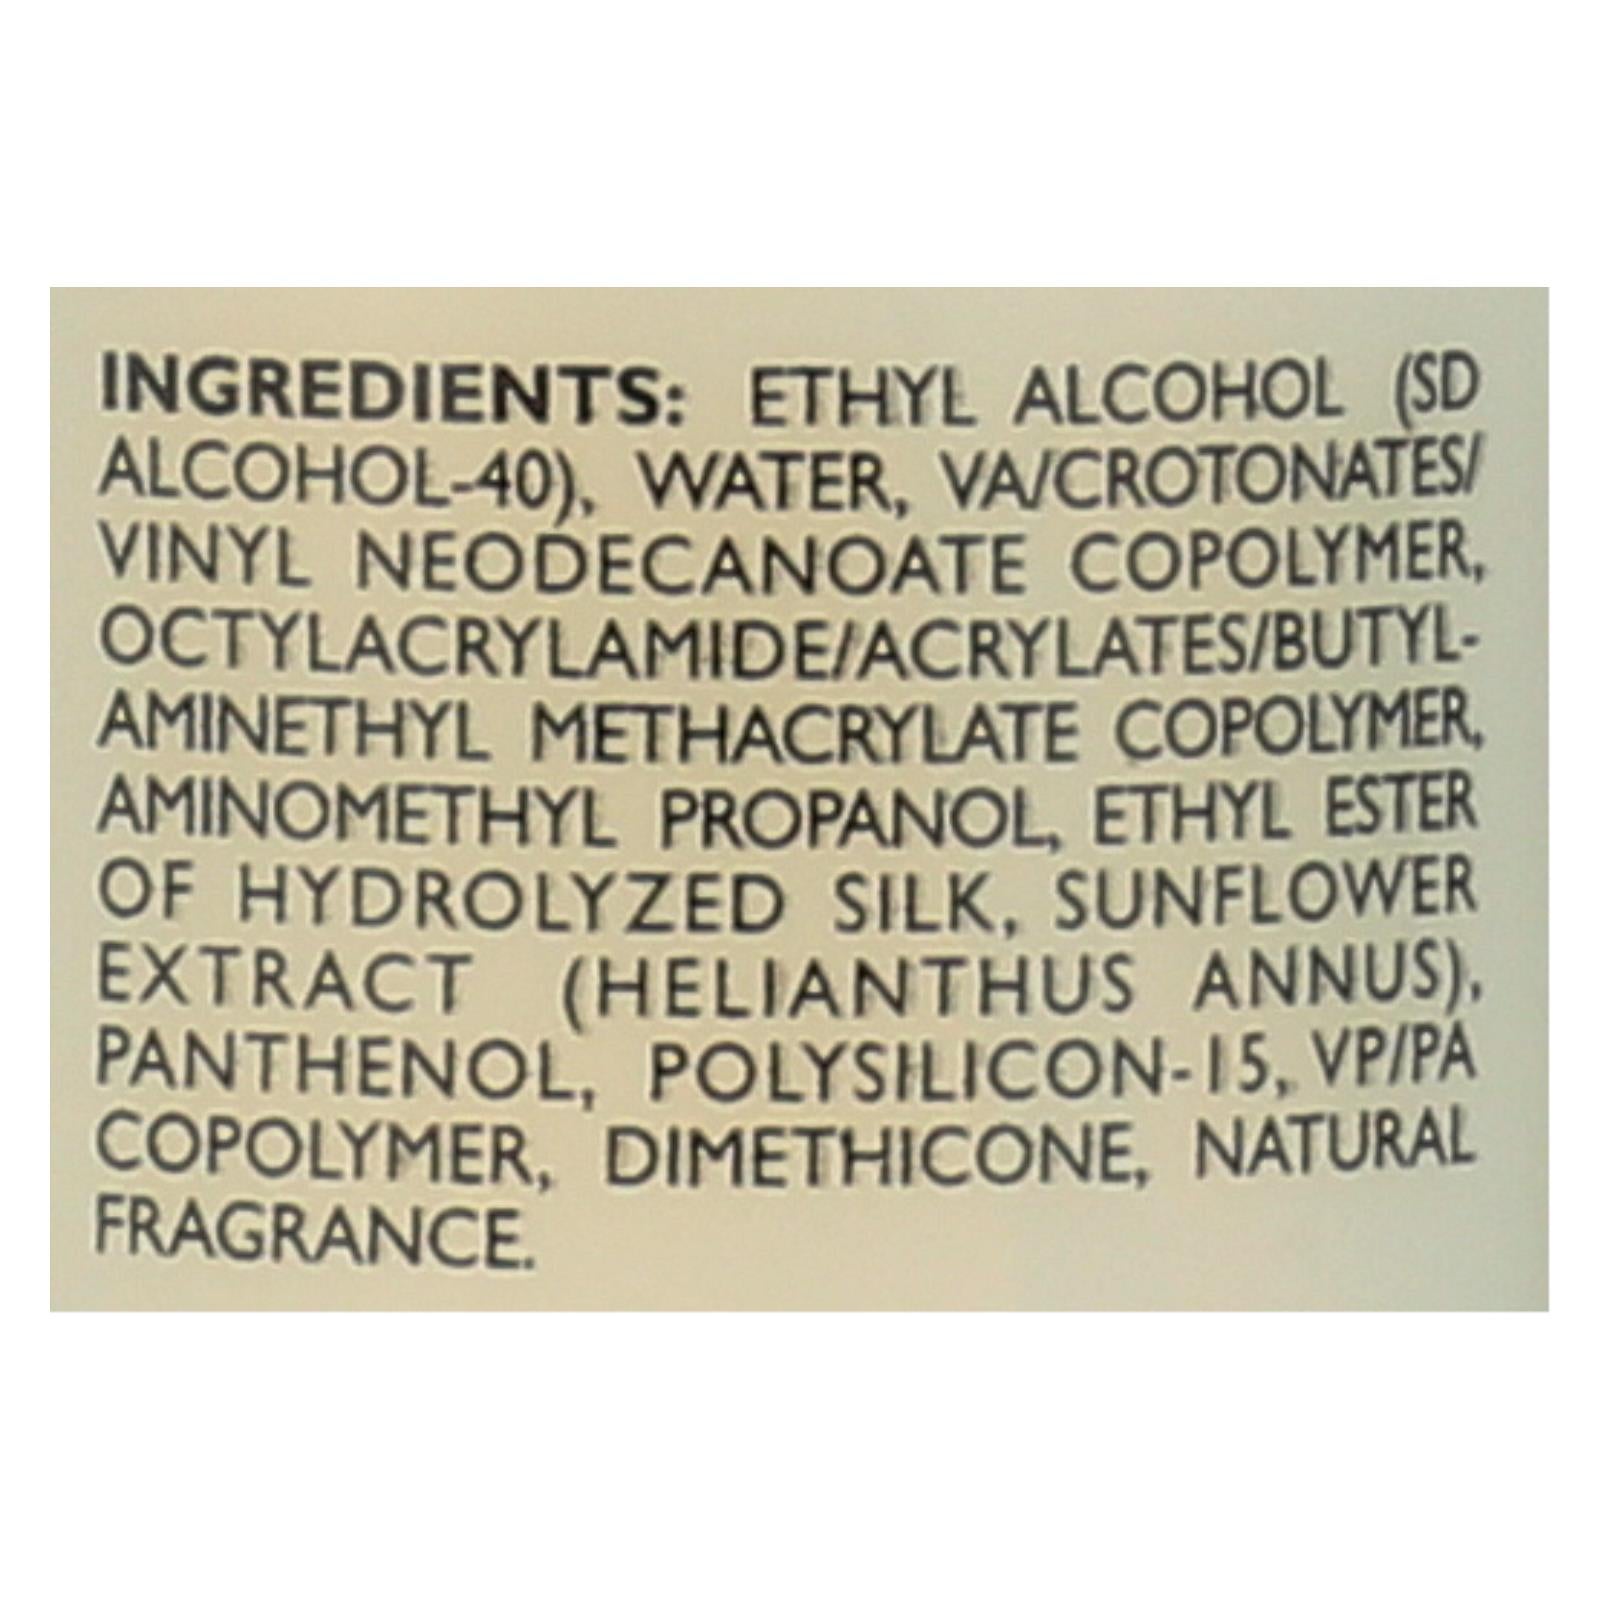 INGREDIENTS: ETHYL ALCOHOL (SD
ALCOHOL-40), WATER, VA/CROTONATES/
VINYL NEODECANOATE COPOLYMER,
OCTYLACRYLAMIDE/ACRYLATES/BUTYL-
AMINETHYL METHACRYLATE COPOLYMER,
AMINOMETHYL PROPANOL, ETHYL ESTER
OF HYDROLYZED SILK, SUNFLOWER
EXTRACT (HELIANTHUS ANNUS),
PANTHENOL, POLYSILICON-15, VP/PA
COPOLYMER, DIMETHICONE, NATURAL
FRAGRANCE.